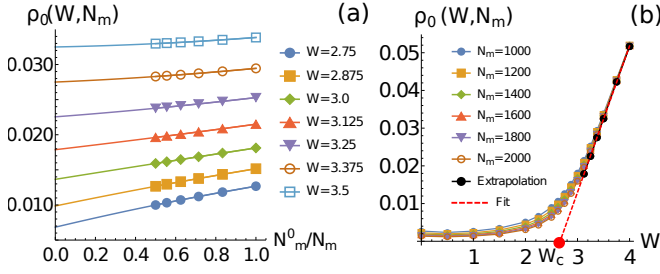 ρ₀(W,Nₘ)
(a)
0.030
0.020
0.010
0.0 0.2 0.4 0.6 0.8 1.0
N⁰ₘ/Nₘ
W=2.75
W=2.875
W=3.0
W=3.125
W=3.25
W=3.375
W=3.5
ρ₀(W,Nₘ)
(b)
0.05
0.04
0.03
0.02
0.01
Nₘ=1000
Nₘ=1200
Nₘ=1400
Nₘ=1600
Nₘ=1800
Nₘ=2000
Extrapolation
Fit
1 2 W_c 3 4
W